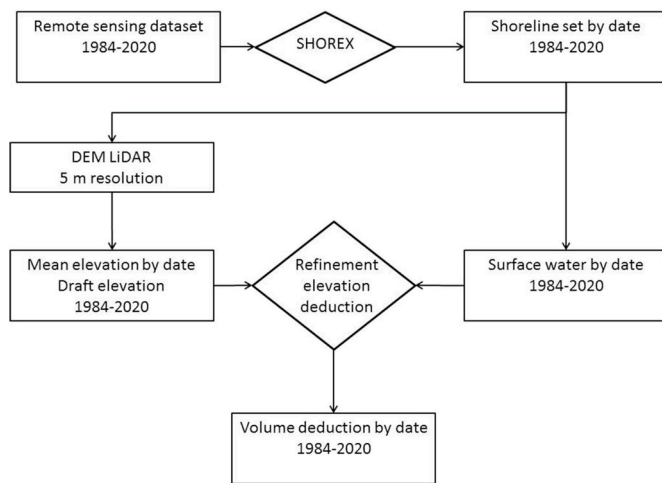 Remote sensing dataset
1984-2020
SHOREX
Shoreline set by date
1984-2020
DEM LiDAR
5 m resolution
Mean elevation by date
Draft elevation
1984-2020
Refinement
elevation
deduction
Surface water by date
1984-2020
Volume deduction by date
1984-2020